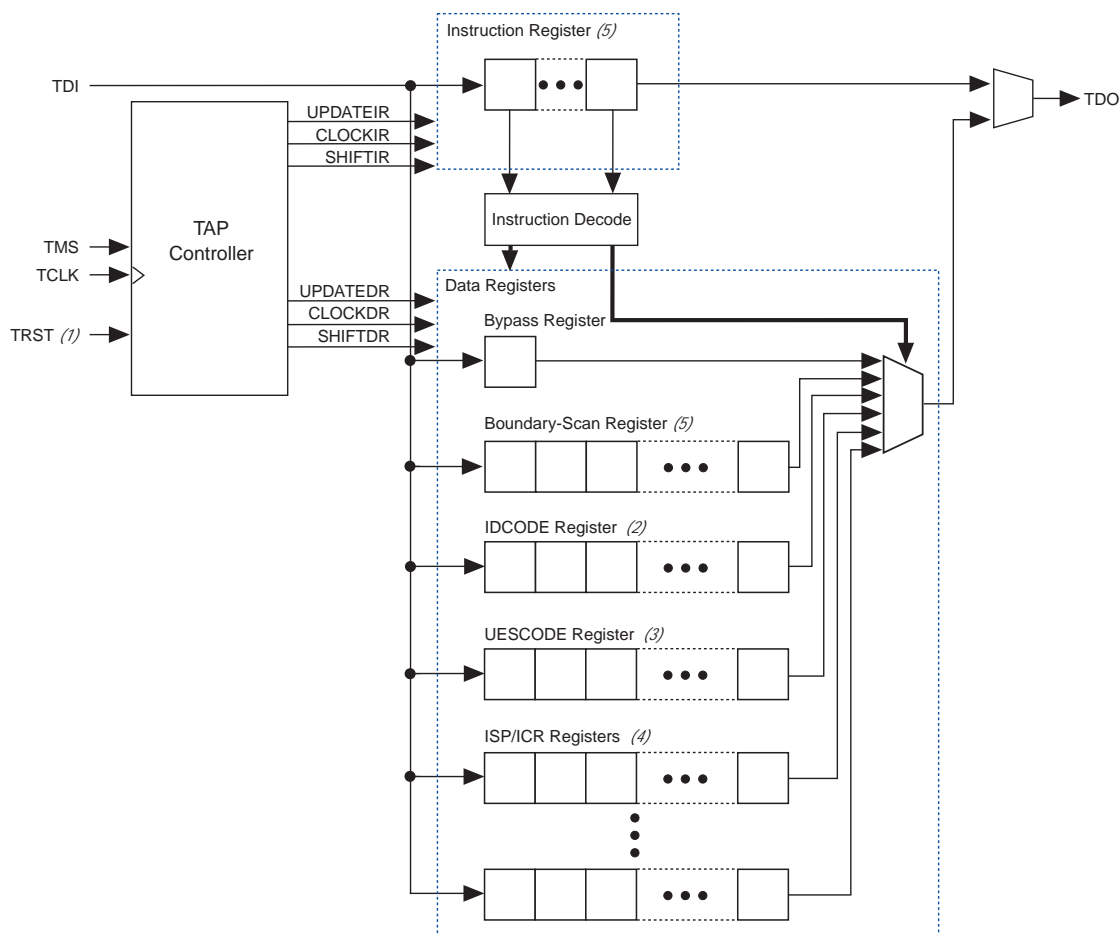 Instruction Register (5)
TDI
TDO
UPDATEIR
CLOCKIR
SHIFTIR
TAP
Controller
Instruction Decode
TMS
TCLK
TRST (1)
Data Registers
UPDATEDR
CLOCKDR
SHIFTDR
Bypass Register
Boundary-Scan Register (5)
IDCODE Register (2)
UESCODE Register (3)
ISP/ICR Registers (4)